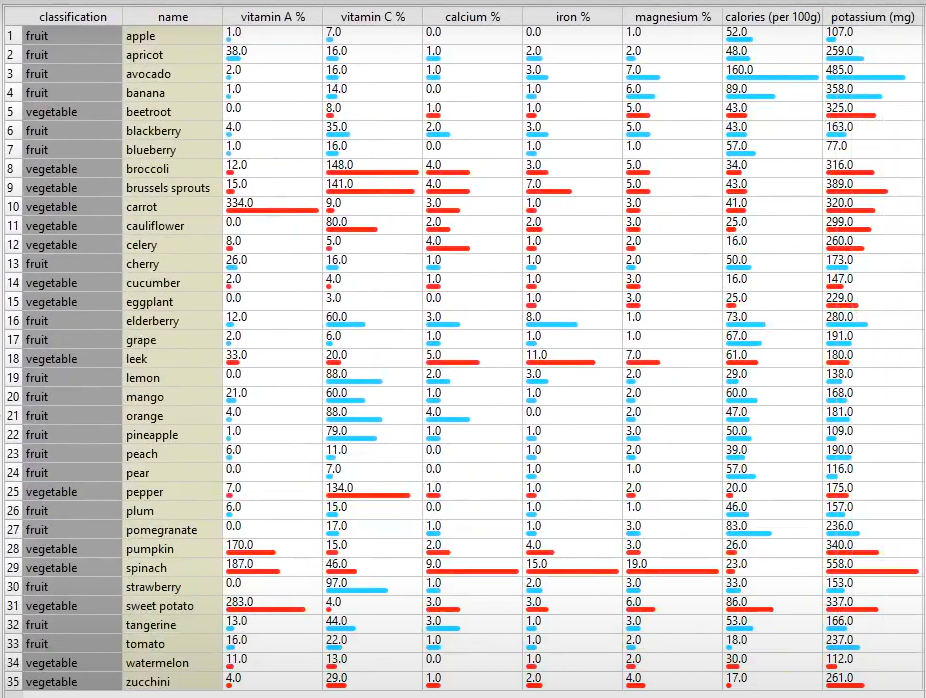 classification name vitamin A % vitamin C % calcium % iron % magnesium % calories (per 100g) potassium (mg)
1 fruit apple 1.0 7.0 0.0 0.0 1.0 52.0 107.0
2 fruit apricot 38.0 16.0 1.0 2.0 2.0 48.0 259.0
3 fruit avocado 2.0 16.0 1.0 3.0 7.0 160.0 485.0
4 fruit banana 1.0 14.0 0.0 1.0 6.0 89.0 358.0
5 vegetable beetroot 0.0 8.0 1.0 1.0 5.0 43.0 325.0
6 fruit blackberry 4.0 35.0 2.0 3.0 5.0 43.0 163.0
7 fruit blueberry 1.0 16.0 0.0 1.0 1.0 57.0 77.0
8 vegetable broccoli 12.0 148.0 4.0 3.0 5.0 34.0 316.0
9 vegetable brussels sprouts 15.0 141.0 4.0 7.0 5.0 43.0 389.0
10 vegetable carrot 334.0 9.0 3.0 1.0 3.0 41.0 320.0
11 vegetable cauliflower 0.0 80.0 2.0 2.0 3.0 25.0 299.0
12 vegetable celery 8.0 5.0 4.0 1.0 2.0 16.0 260.0
13 fruit cherry 26.0 16.0 1.0 1.0 2.0 50.0 173.0
14 vegetable cucumber 2.0 4.0 1.0 1.0 3.0 16.0 147.0
15 vegetable eggplant 0.0 3.0 0.0 1.0 3.0 25.0 229.0
16 fruit elderberry 12.0 60.0 3.0 8.0 1.0 73.0 280.0
17 fruit grape 2.0 6.0 1.0 1.0 1.0 67.0 191.0
18 vegetable leek 33.0 20.0 5.0 11.0 7.0 61.0 180.0
19 fruit lemon 0.0 88.0 2.0 3.0 2.0 29.0 138.0
20 fruit mango 21.0 60.0 1.0 1.0 2.0 60.0 168.0
21 fruit orange 4.0 88.0 4.0 0.0 2.0 47.0 181.0
22 fruit pineapple 1.0 79.0 1.0 1.0 3.0 50.0 109.0
23 fruit peach 6.0 11.0 0.0 1.0 2.0 39.0 190.0
24 fruit pear 0.0 7.0 0.0 1.0 1.0 57.0 116.0
25 vegetable pepper 7.0 134.0 1.0 1.0 2.0 20.0 175.0
26 fruit plum 6.0 15.0 0.0 1.0 1.0 46.0 157.0
27 fruit pomegranate 0.0 17.0 1.0 1.0 3.0 83.0 236.0
28 vegetable pumpkin 170.0 15.0 2.0 4.0 3.0 26.0 340.0
29 vegetable spinach 187.0 46.0 9.0 15.0 19.0 23.0 558.0
30 fruit strawberry 0.0 97.0 1.0 2.0 3.0 33.0 153.0
31 vegetable sweet potato 283.0 4.0 3.0 3.0 6.0 86.0 337.0
32 fruit tangerine 13.0 44.0 3.0 1.0 3.0 53.0 166.0
33 fruit tomato 16.0 22.0 1.0 1.0 2.0 18.0 237.0
34 vegetable watermelon 11.0 13.0 0.0 1.0 2.0 30.0 112.0
35 vegetable zucchini 4.0 29.0 1.0 2.0 4.0 17.0 261.0